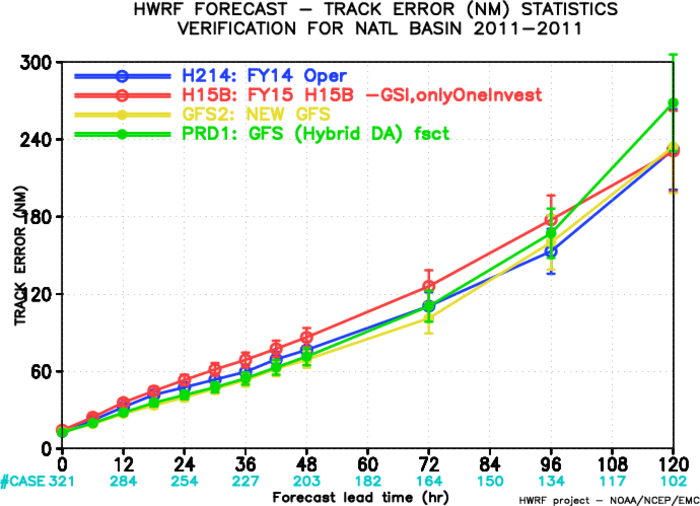 HWRF FORECAST – TRACK ERROR (NM) STATISTICS
VERIFICATION FOR NATL BASIN 2011–2011
H214: FY14 Oper
H15B: FY15 H15B –GSI,onlyOneInvest
GFS2: NEW GFS
PRD1: GFS (Hybrid DA) fsct
TRACK ERROR (NM)
300
240
180
120
60
0
0 12 24 36 48 60 72 84 96 108 120
#CASE 321 284 254 227 203 182 164 150 134 117 102
Forecast lead time (hr)
HWRF project – NOAA/NCEP/EMC